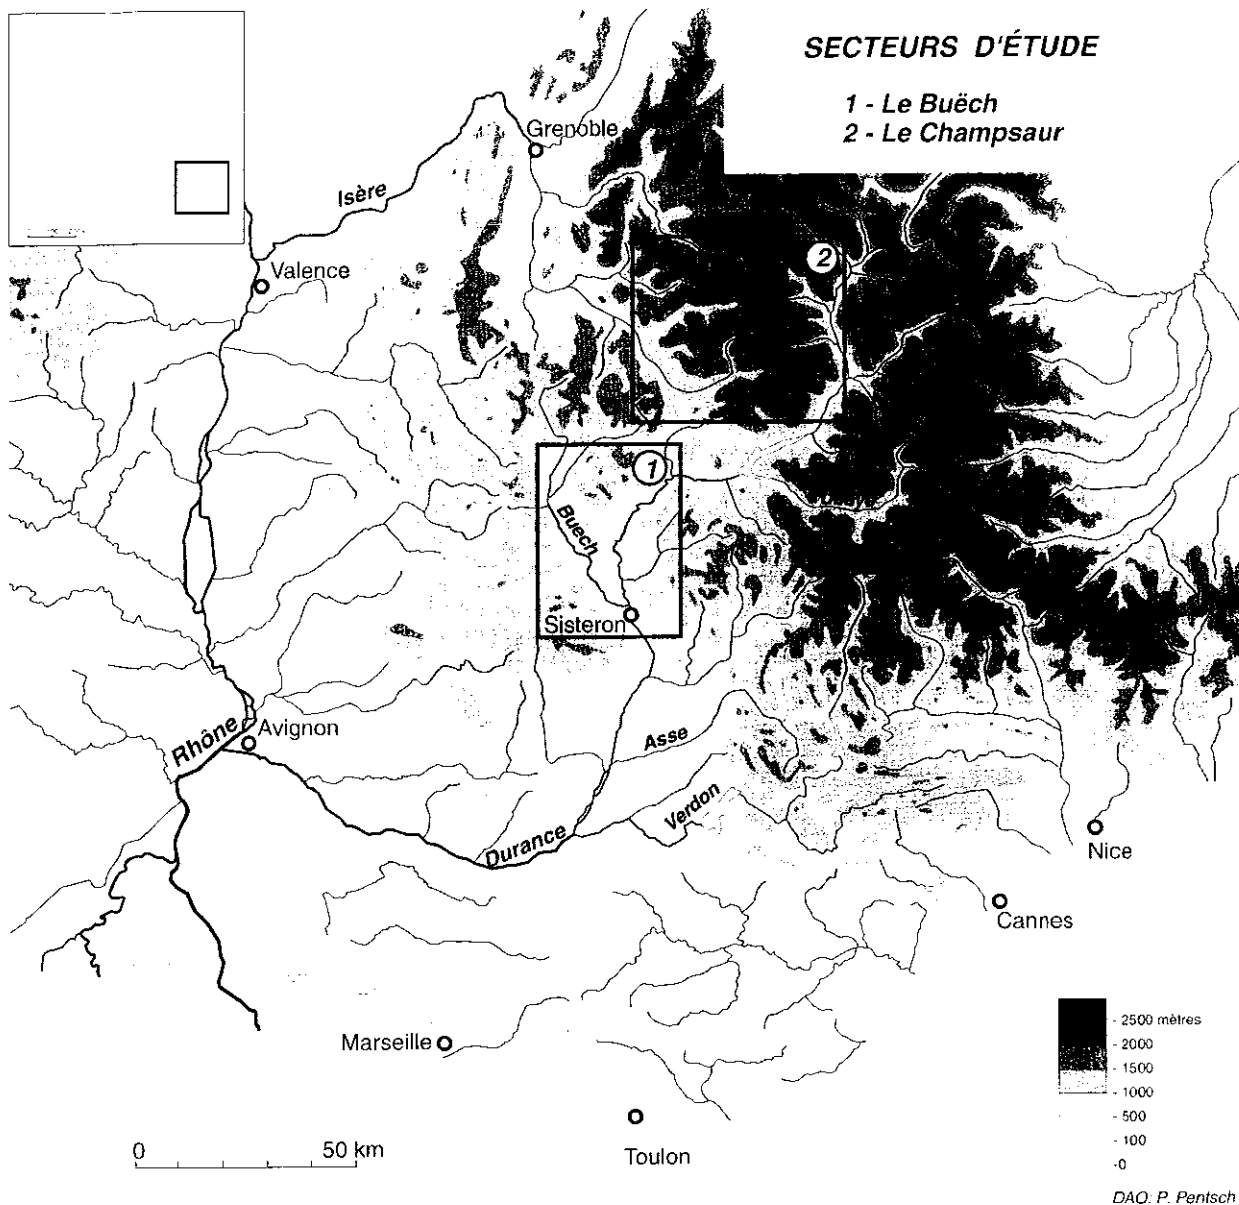 SECTEURS D'ÉTUDE
1 - Le Buëch
2 - Le Champsaur
Grenoble
Isère
2
Valence
1
Buech
Sisteron
Rhône
Avignon
Asse
Verdon
Durance
Nice
Cannes
Marseille
Toulon
0 50 km
- 2500 mètres
- 2000
- 1500
- 1000
- 500
- 100
-0
DAO: P. Pentsch